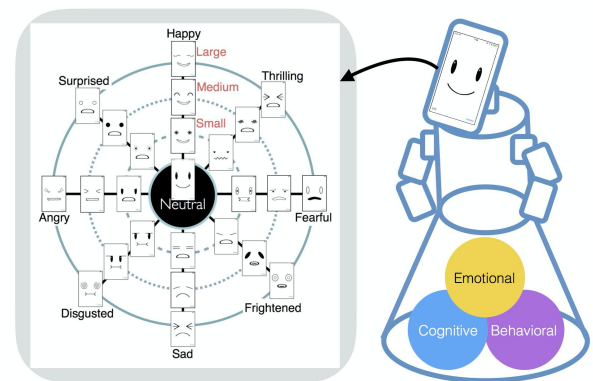 Happy
Large
Surprised
Medium
Thrilling
Small
Neutral
Angry
Fearful
Disgusted
Frightened
Sad
Emotional
Cognitive
Behavioral